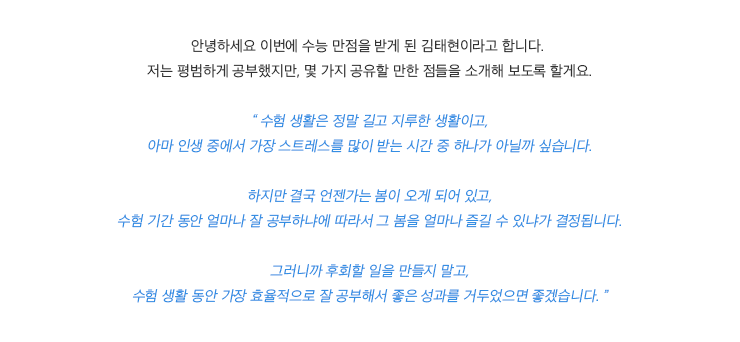 안녕하세요 이번에 수능 만점을 받게 된 김태현이라고 합니다.
저는 평범하게 공부했지만, 몇 가지 공유할 만한 점들을 소개해 보도록 할게요.
“ 수험 생활은 정말 길고 지루한 생활이고,
아마 인생 중에서 가장 스트레스를 많이 받는 시간 중 하나가 아닐까 싶습니다.
하지만 결국 언젠가는 봄이 오게 되어 있고,
수험 기간 동안 얼마나 잘 공부하냐에 따라서 그 봄을 얼마나 즐길 수 있냐가 결정됩니다.
그러니까 후회할 일을 만들지 말고,
수험 생활 동안 가장 효율적으로 잘 공부해서 좋은 성과를 거두었으면 좋겠습니다. ”